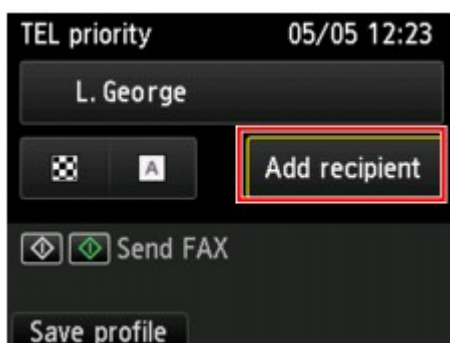 TEL priority 05/05 12:23
L. George
A Add recipient
Send FAX
Save profile